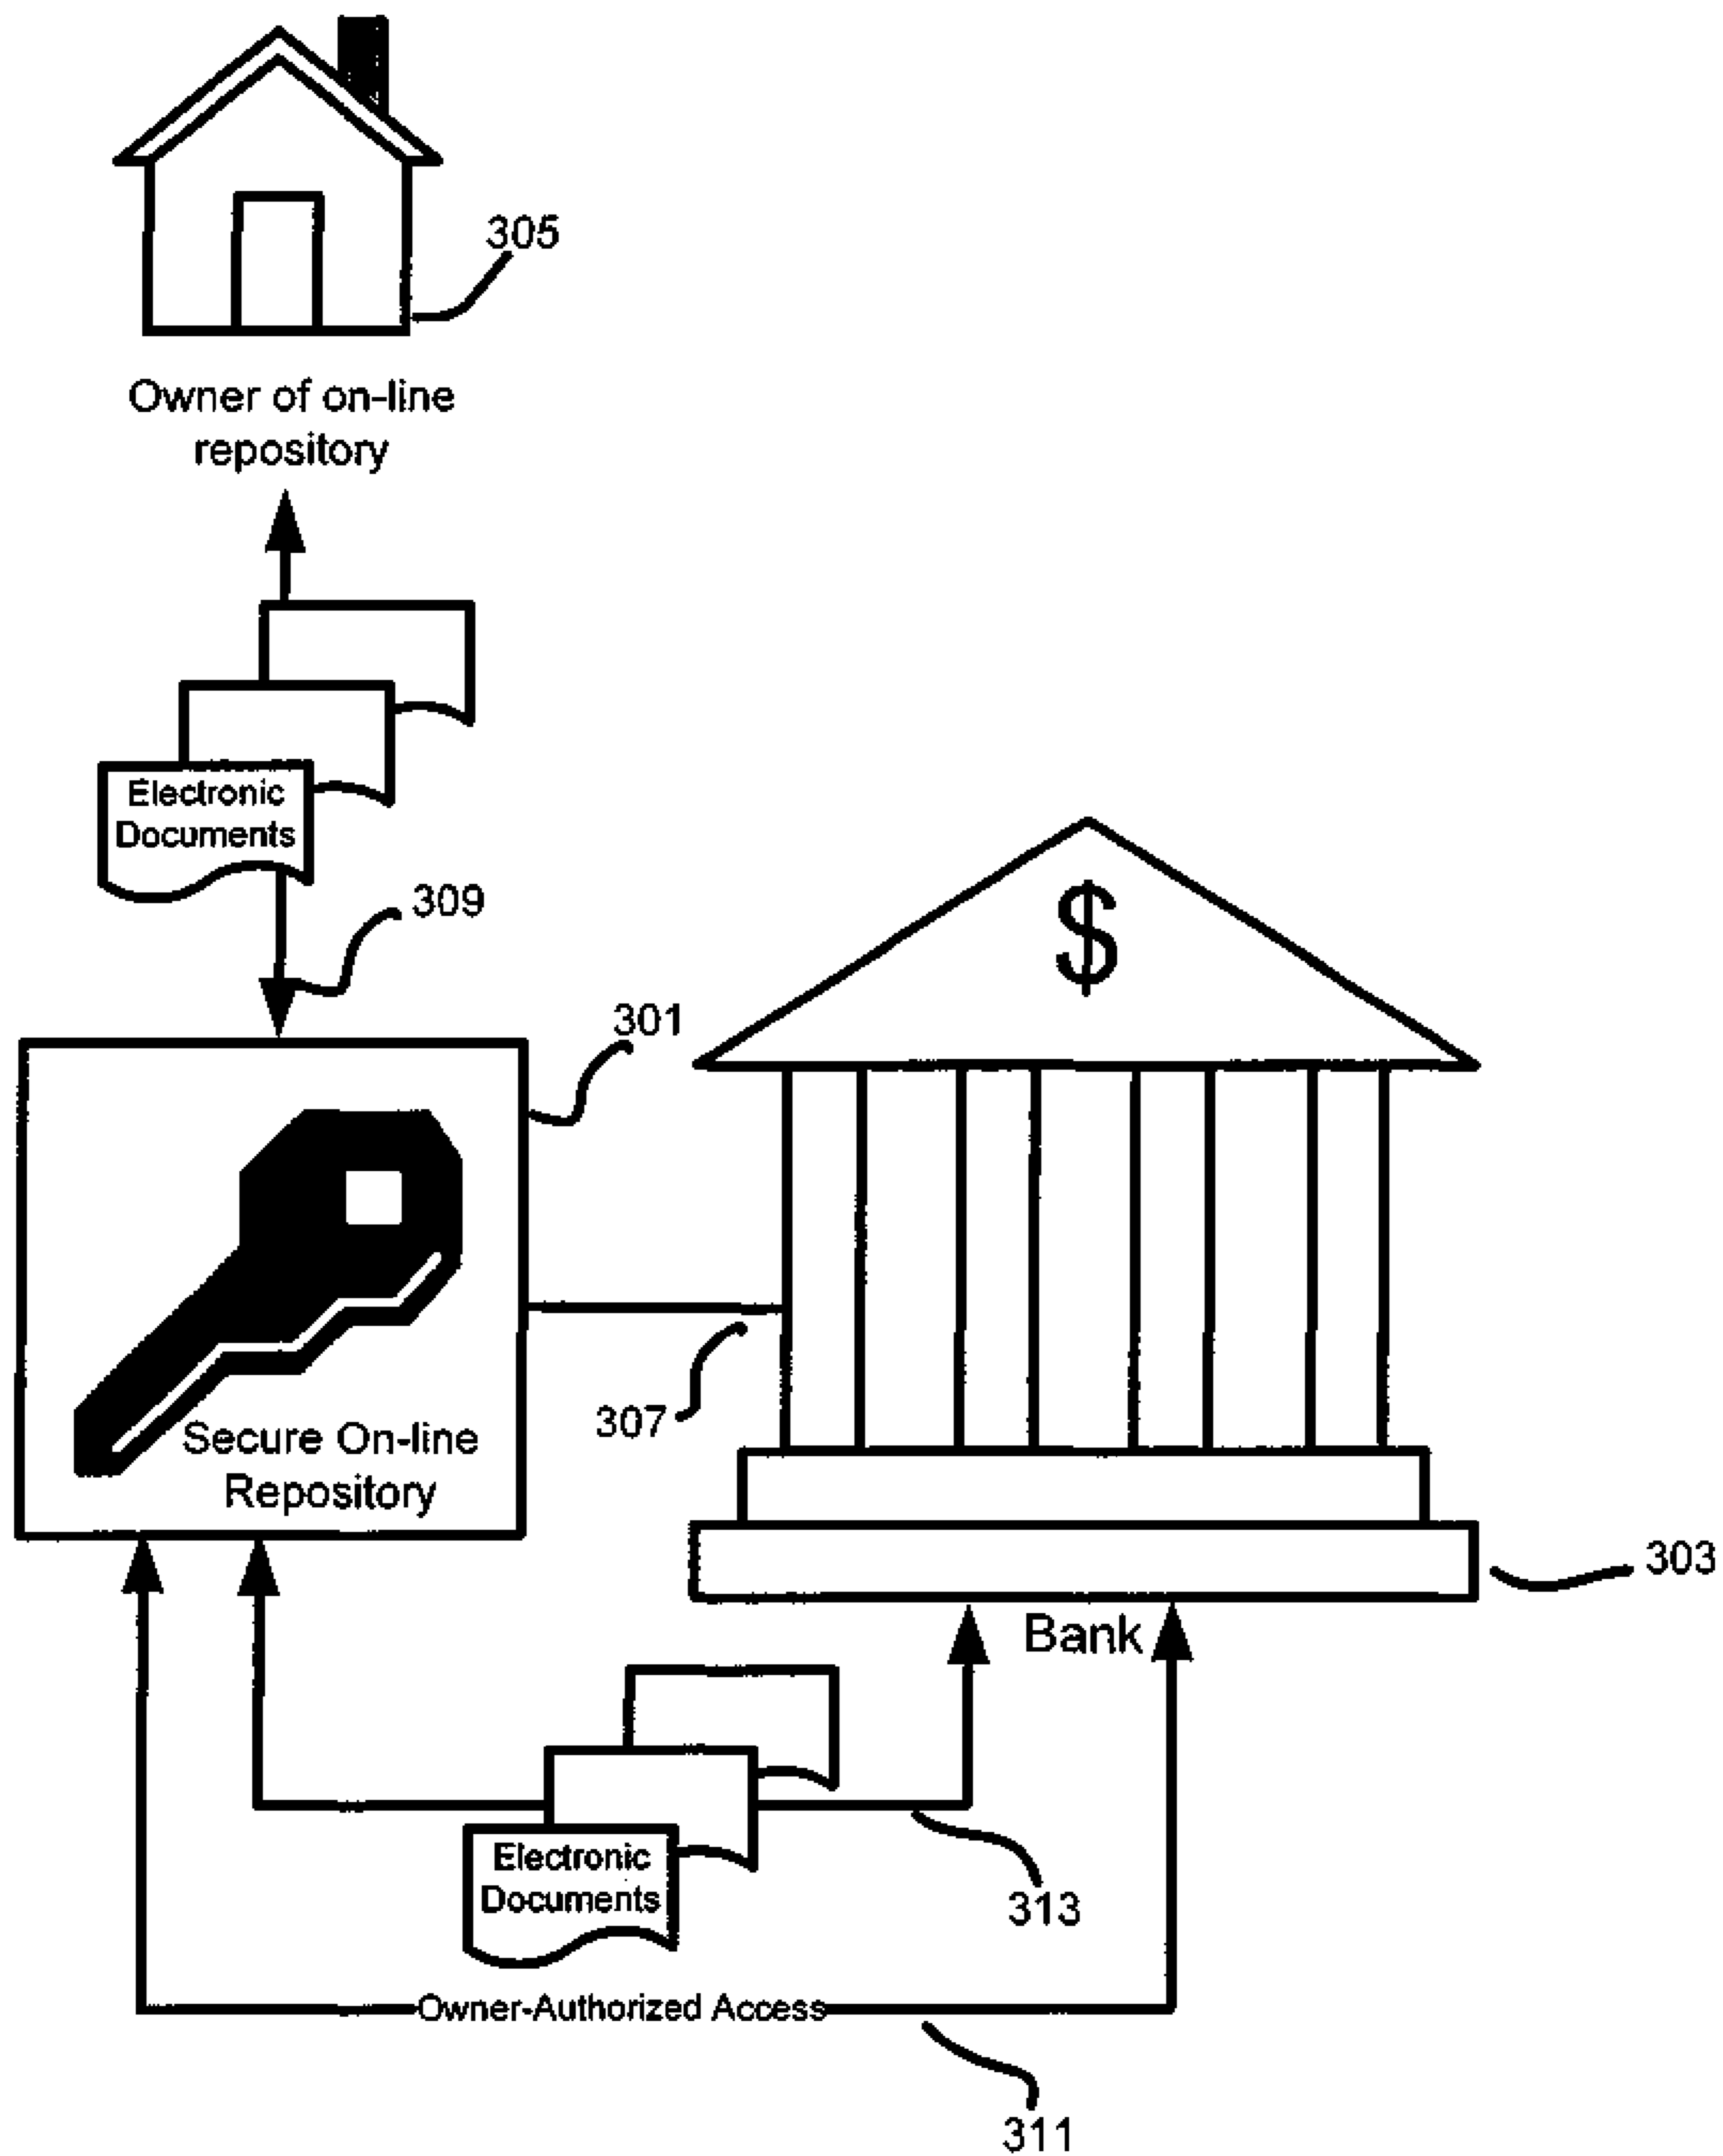 305
Owner of on-line
repository
Electronic
Documents
309
301
$
307
Secure On-line
Repository
303
Bank
Electronic
Documents
313
Owner-Authorized Access
311